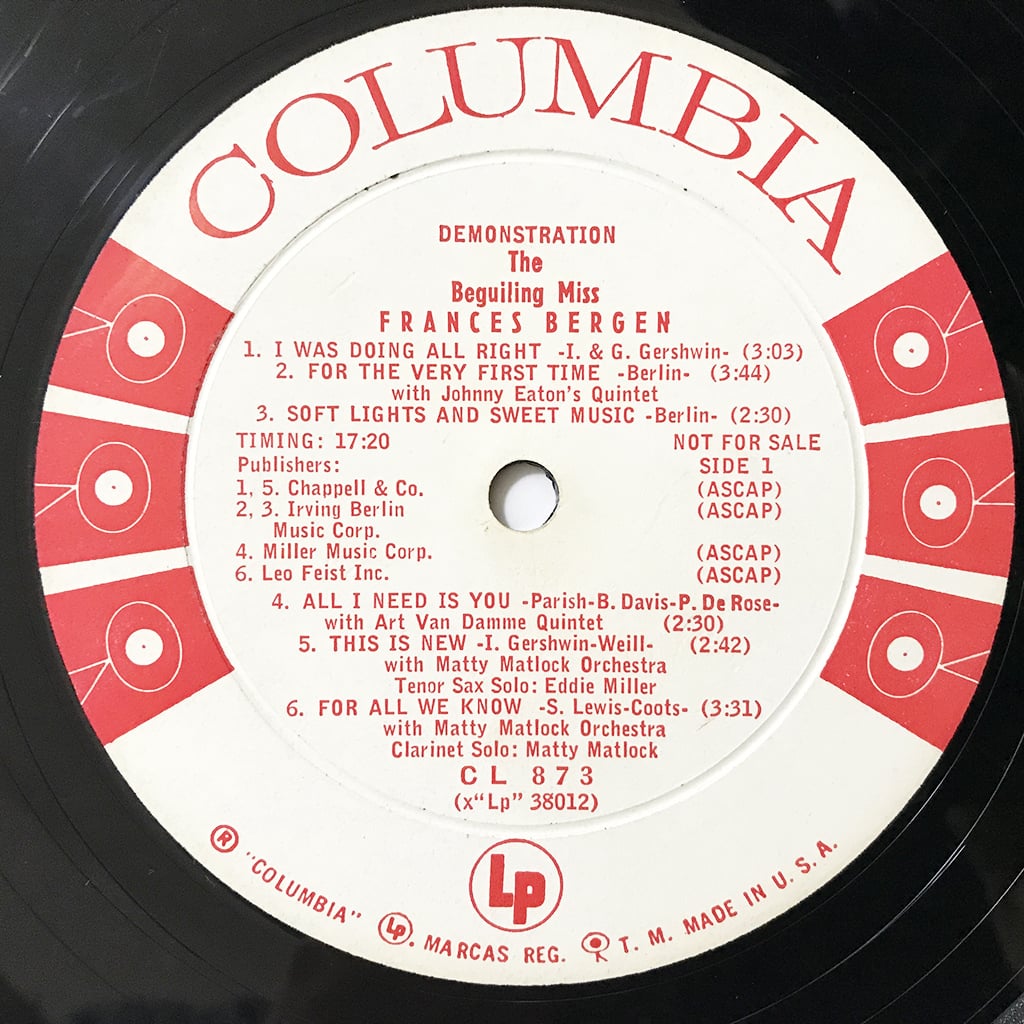 COLUMBIA
DEMONSTRATION
The
Beguiling Miss
FRANCES BERGEN
1. I WAS DOING ALL RIGHT -I. & G. Gershwin- (3:03)
2. FOR THE VERY FIRST TIME -Berlin- (3:44)
with Johnny Eaton's Quintet
3. SOFT LIGHTS AND SWEET MUSIC -Berlin- (2:30)
TIMING: 17:20 NOT FOR SALE
Publishers: SIDE 1
1, 5. Chappell & Co. (ASCAP)
2, 3. Irving Berlin (ASCAP)
Music Corp.
4. Miller Music Corp. (ASCAP)
6. Leo Feist Inc. (ASCAP)
4. ALL I NEED IS YOU -Parish-B. Davis-P. De Rose-
with Art Van Damme Quintet (2:30)
5. THIS IS NEW -I. Gershwin-Weill- (2:42)
with Matty Matlock Orchestra
Tenor Sax Solo: Eddie Miller
6. FOR ALL WE KNOW -S. Lewis-Coots- (3:31)
with Matty Matlock Orchestra
Clarinet Solo: Matty Matlock
CL 873
(x"Lp" 38012)
Lp
® "COLUMBIA" Lp. MARCAS REG. T. M. MADE IN U. S. A.